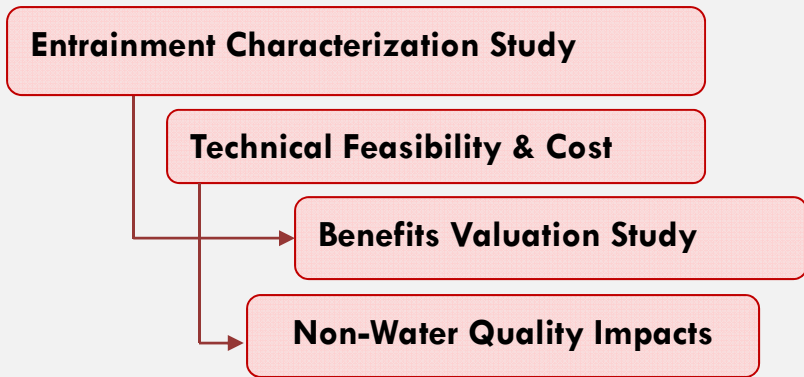 Entrainment Characterization Study
Technical Feasibility & Cost
Benefits Valuation Study
Non-Water Quality Impacts